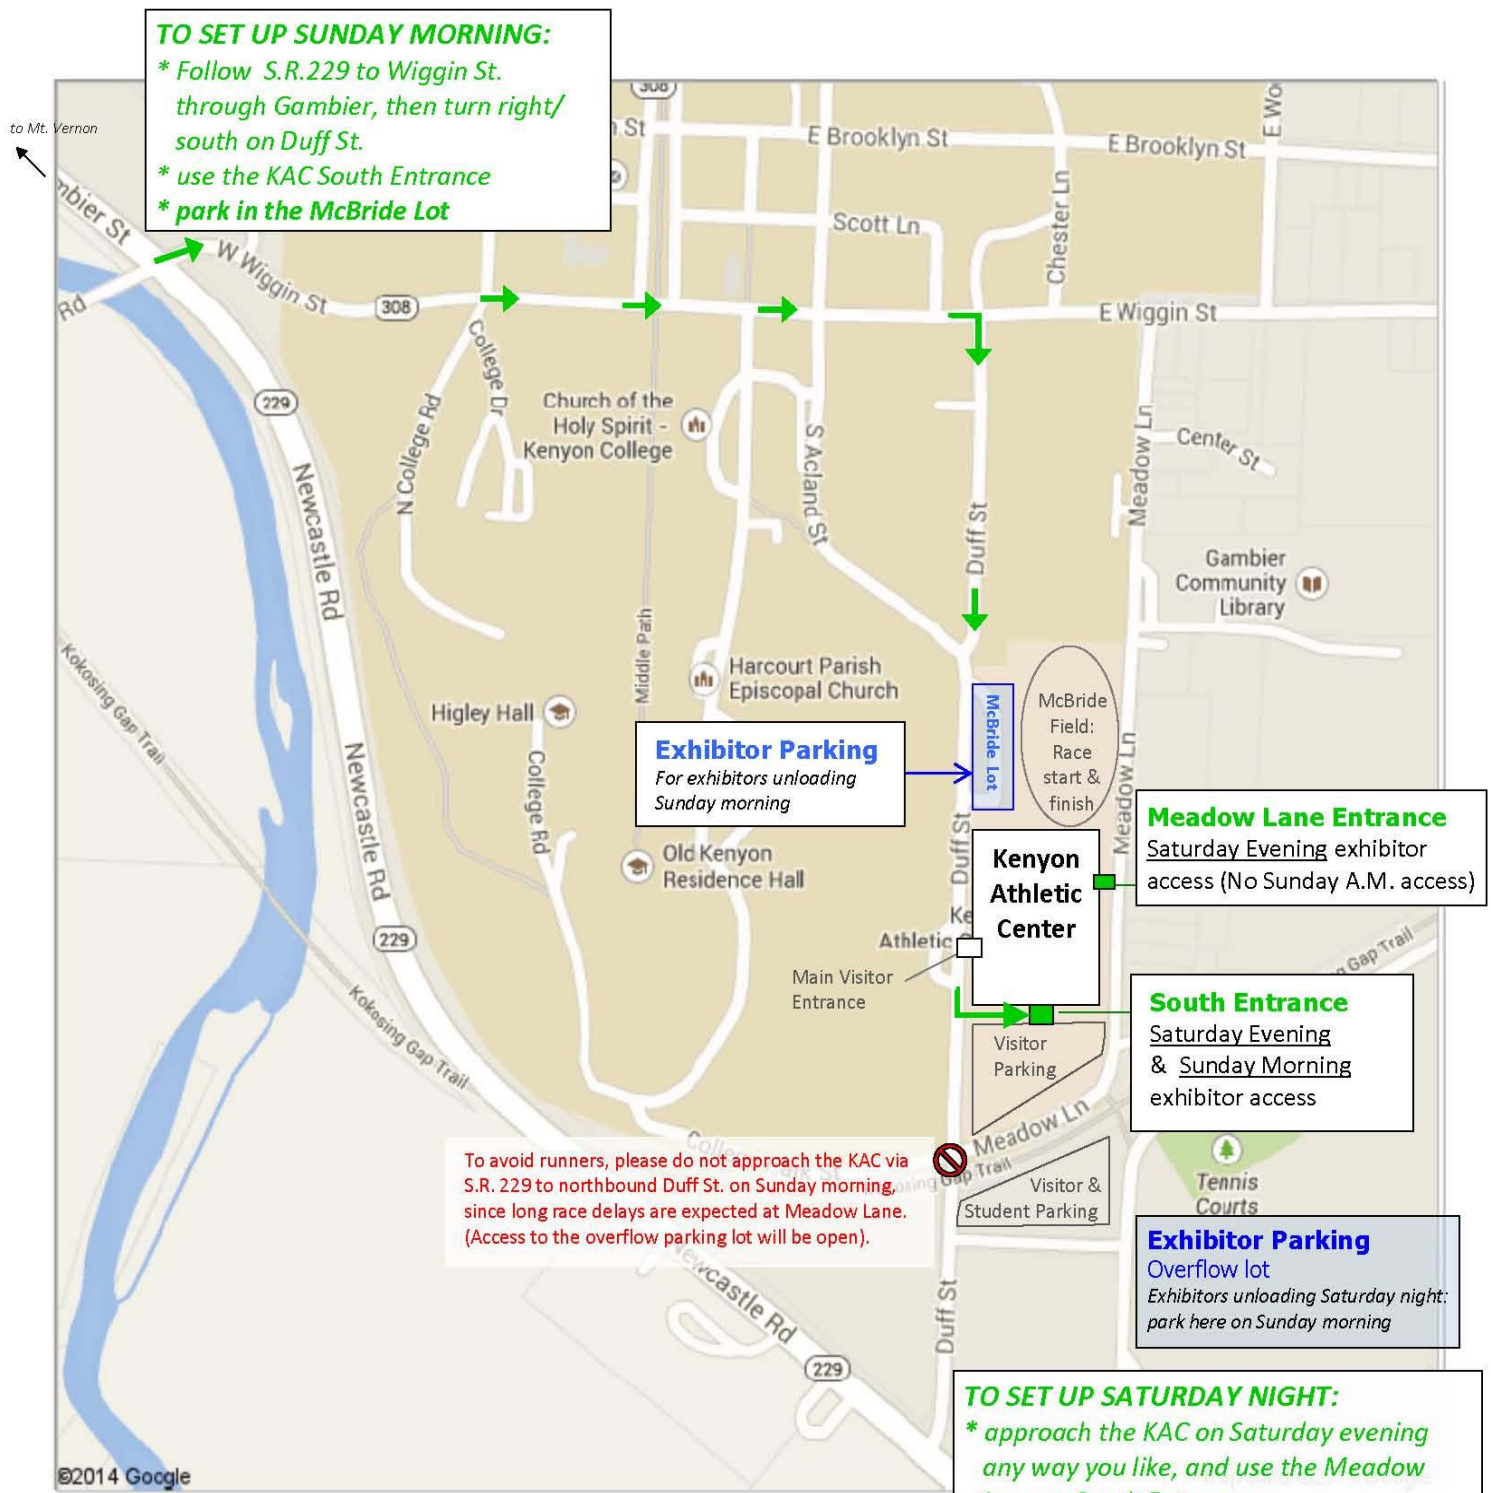 TO SET UP SUNDAY MORNING:
* Follow S.R.229 to Wiggin St.
through Gambier, then turn right/
south on Duff St.
* use the KAC South Entrance
* park in the McBride Lot
to Mt. Vernon
308
St
E Brooklyn St
E Brooklyn St
Scott Ln
Chester Ln
W Wiggin St
Rd
308
E Wiggin St
229
College Dr
N College Rd
Church of the
Holy Spirit -
Kenyon College
S Acland St
Duff St
Meadow Ln
Center St
Newcastle Rd
Gambier
Community
Library
Middle Path
Kokosing Gap Trail
Harcourt Parish
Episcopal Church
Higley Hall
McBride Lot
McBride
Field:
Race
start &
finish
Exhibitor Parking
For exhibitors unloading
Sunday morning
Newcastle Rd
College Rd
Duff St
Meadow Ln
Meadow Lane Entrance
Saturday Evening exhibitor
access (No Sunday A.M. access)
Old Kenyon
Residence Hall
Kenyon
Athletic
Center
Ke
Athletic
229
Main Visitor
Entrance
Gap Trail
South Entrance
Saturday Evening
& Sunday Morning
exhibitor access
Kokosing Gap Trail
Visitor
Parking
Meadow Ln
Gap Trail
To avoid runners, please do not approach the KAC via
S.R. 229 to northbound Duff St. on Sunday morning,
since long race delays are expected at Meadow Lane.
(Access to the overflow parking lot will be open).
Visitor &
Student Parking
Tennis
Courts
Exhibitor Parking
Overflow lot
Exhibitors unloading Saturday night:
park here on Sunday morning
Newcastle Rd
Duff St
229
TO SET UP SATURDAY NIGHT:
* approach the KAC on Saturday evening
any way you like, and use the Meadow
©2014 Google